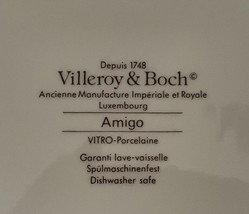 Depuis 1748
Villeroy & Boch©
Ancienne Manufacture Impériale et Royale
Luxembourg
Amigo
VITRO-Porcelaine
Garanti lave-vaisselle
Spülmaschinenfest
Dishwasher safe